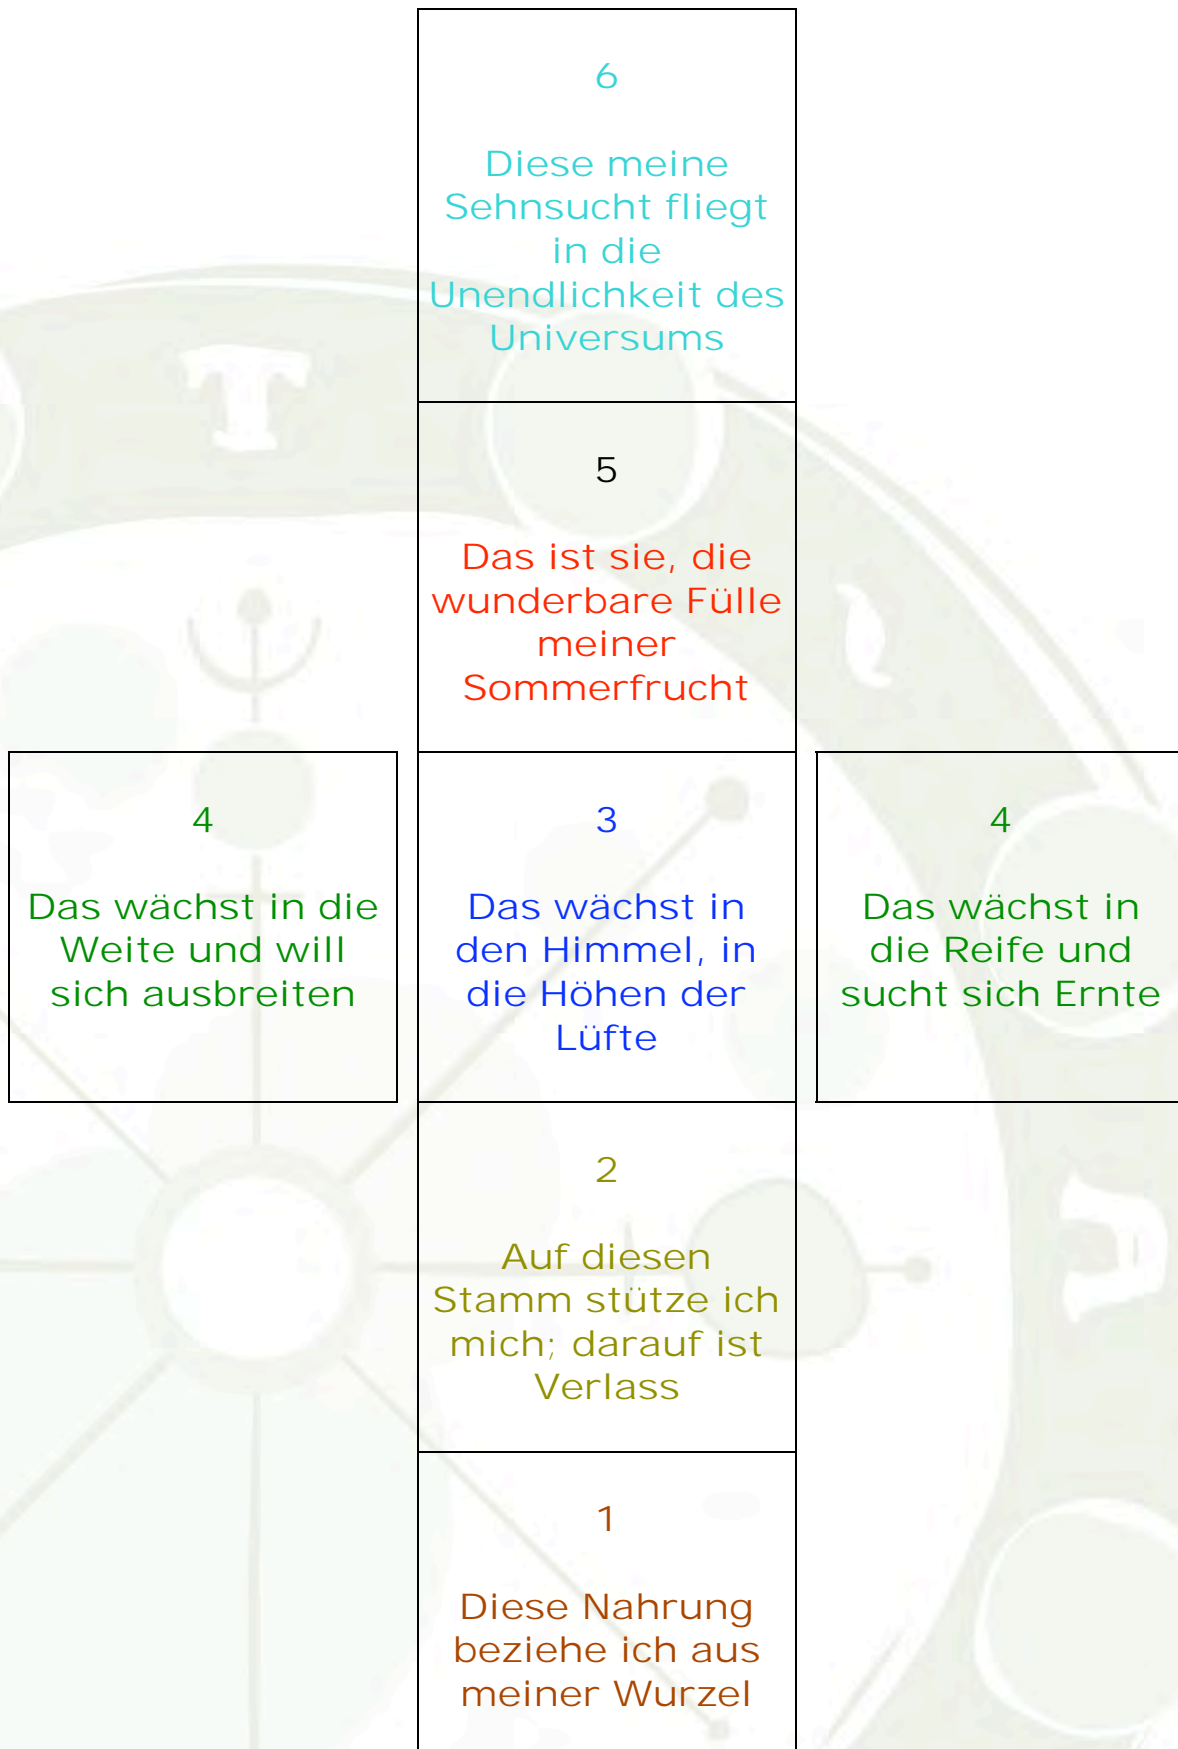 6
Diese meine
Sehnsucht fliegt
in die
Unendlichkeit des
Universums
5
Das ist sie, die
wunderbare Fülle
meiner
Sommerfrucht
4
Das wächst in die
Weite und will
sich ausbreiten
3
Das wächst in
den Himmel, in
die Höhen der
Lüfte
4
Das wächst in
die Reife und
sucht sich Ernte
2
Auf diesen
Stamm stütze ich
mich; darauf ist
Verlass
1
Diese Nahrung
beziehe ich aus
meiner Wurzel
T
A